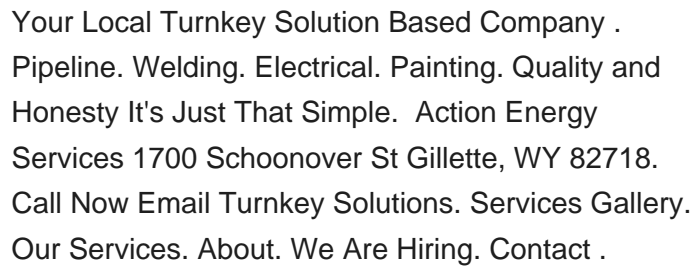 Your Local Turnkey Solution Based Company .
Pipeline. Welding. Electrical. Painting. Quality and
Honesty It's Just That Simple.  Action Energy
Services 1700 Schoonover St Gillette, WY 82718.
Call Now Email Turnkey Solutions. Services Gallery.
Our Services. About. We Are Hiring. Contact .